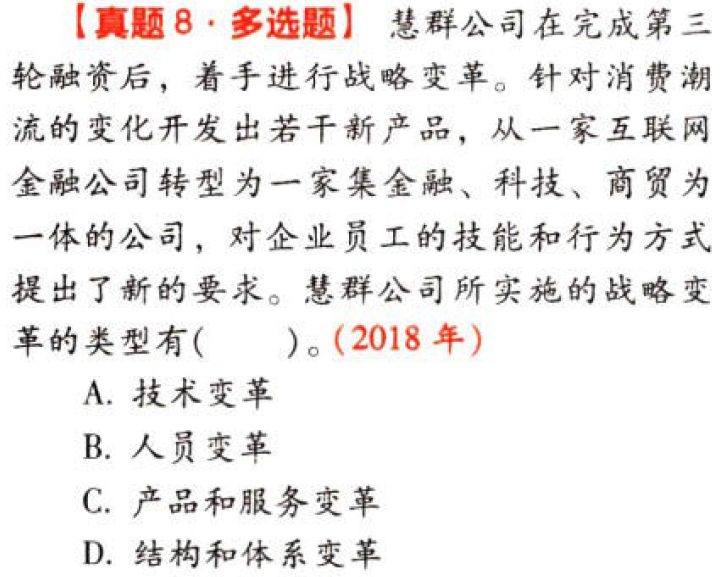 【真题8·多选题】 慧群公司在完成第三
轮融资后，着手进行战略变革。针对消费潮
流的变化开发出若干新产品，从一家互联网
金融公司转型为一家集金融、科技、商贸为
一体的公司，对企业员工的技能和行为方式
提出了新的要求。慧群公司所实施的战略变
革的类型有(　　)。(2018 年)
A. 技术变革
B. 人员变革
C. 产品和服务变革
D. 结构和体系变革